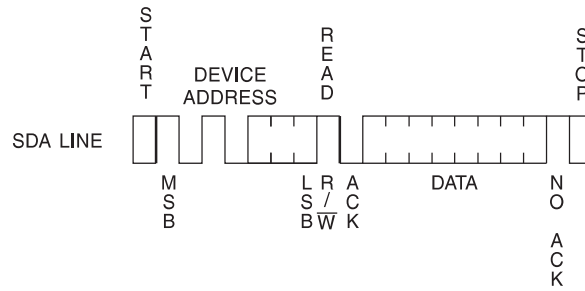 START
READ
STOP
DEVICE
ADDRESS
SDA LINE
MSB
LSB
R/W
ACK
DATA
NO ACK